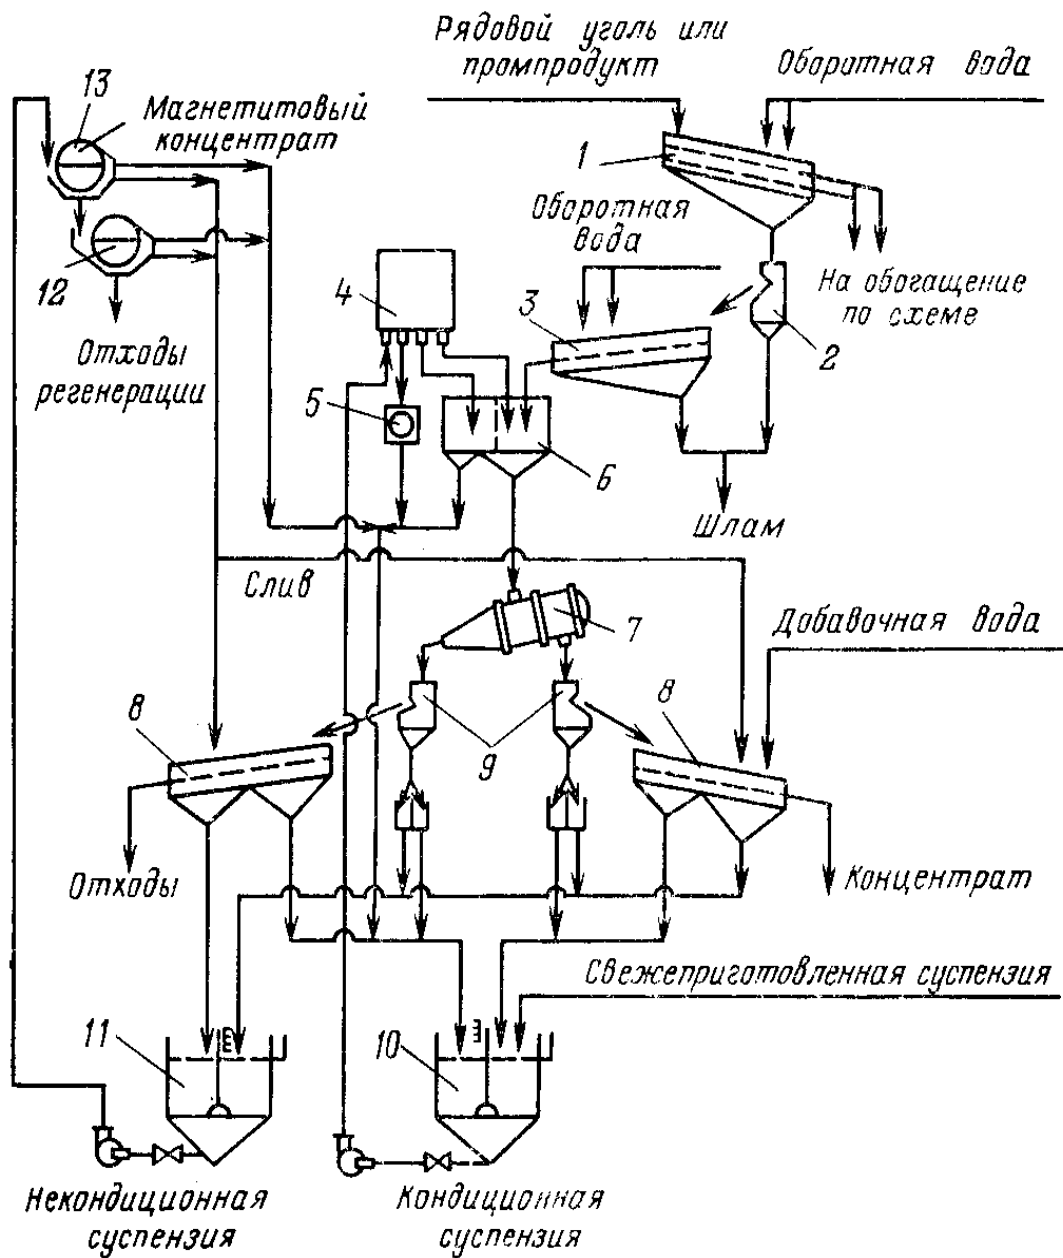 Рядовой уголь или
промпродукт
Оборотная вода
13
Магнетитовый
концентрат
1
Оборотная
вода
12
4
3
На обогащение
по схеме
2
Отходы
регенерации
5
6
Шлам
Слив
7
Добавочная вода
8
9
8
Отходы
Концентрат
Свежеприготовленная суспензия
11
10
Некондиционная
суспензия
Кондиционная
суспензия